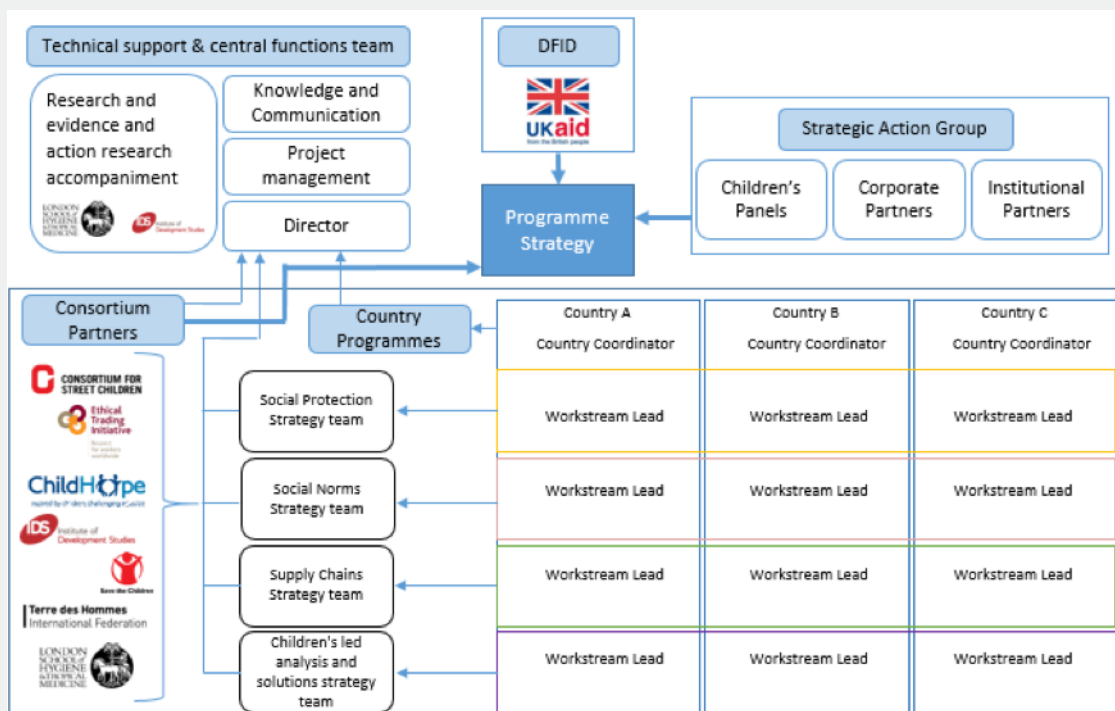 Technical support & central functions team
Research and
evidence and
action research
accompaniment
LONDON
SCHOOL of
HYGIENE
& TROPICAL
MEDICINE
IDS Institute of
Development Studies
Knowledge and
Communication
Project
management
Director
DFID
UKaid
from the British people
Programme
Strategy
Strategic Action Group
Children's
Panels
Corporate
Partners
Institutional
Partners
Consortium
Partners
Country
Programmes
Country A
Country Coordinator
Country B
Country Coordinator
Country C
Country Coordinator
CONSORTIUM FOR
STREET CHILDREN
Ethical
Trading
Initiative
Respect
for workers
worldwide
ChildHope
IDS Institute of
Development Studies
Save the Children
Terre des Hommes
International Federation
LONDON
SCHOOL of
HYGIENE
& TROPICAL
MEDICINE
Social Protection
Strategy team
Workstream Lead
Workstream Lead
Workstream Lead
Social Norms
Strategy team
Workstream Lead
Workstream Lead
Workstream Lead
Supply Chains
Strategy team
Workstream Lead
Workstream Lead
Workstream Lead
Children's led
analysis and
solutions strategy
team
Workstream Lead
Workstream Lead
Workstream Lead